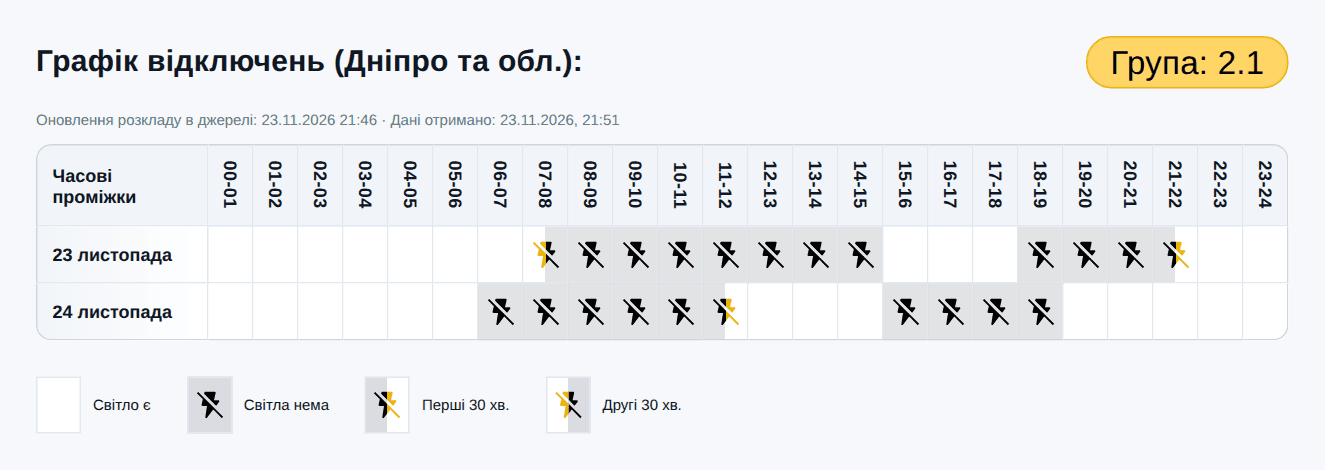 Графік відключень (Дніпро та обл.):
Група: 2.1
Оновлення розкладу в джерелі: 23.11.2026 21:46 · Дані отримано: 23.11.2026, 21:51
Часові
проміжки
00-01
01-02
02-03
03-04
04-05
05-06
06-07
07-08
08-09
09-10
10-11
11-12
12-13
13-14
14-15
15-16
16-17
17-18
18-19
19-20
20-21
21-22
22-23
23-24
23 листопада
24 листопада
Світло є
Світла нема
Перші 30 хв.
Другі 30 хв.